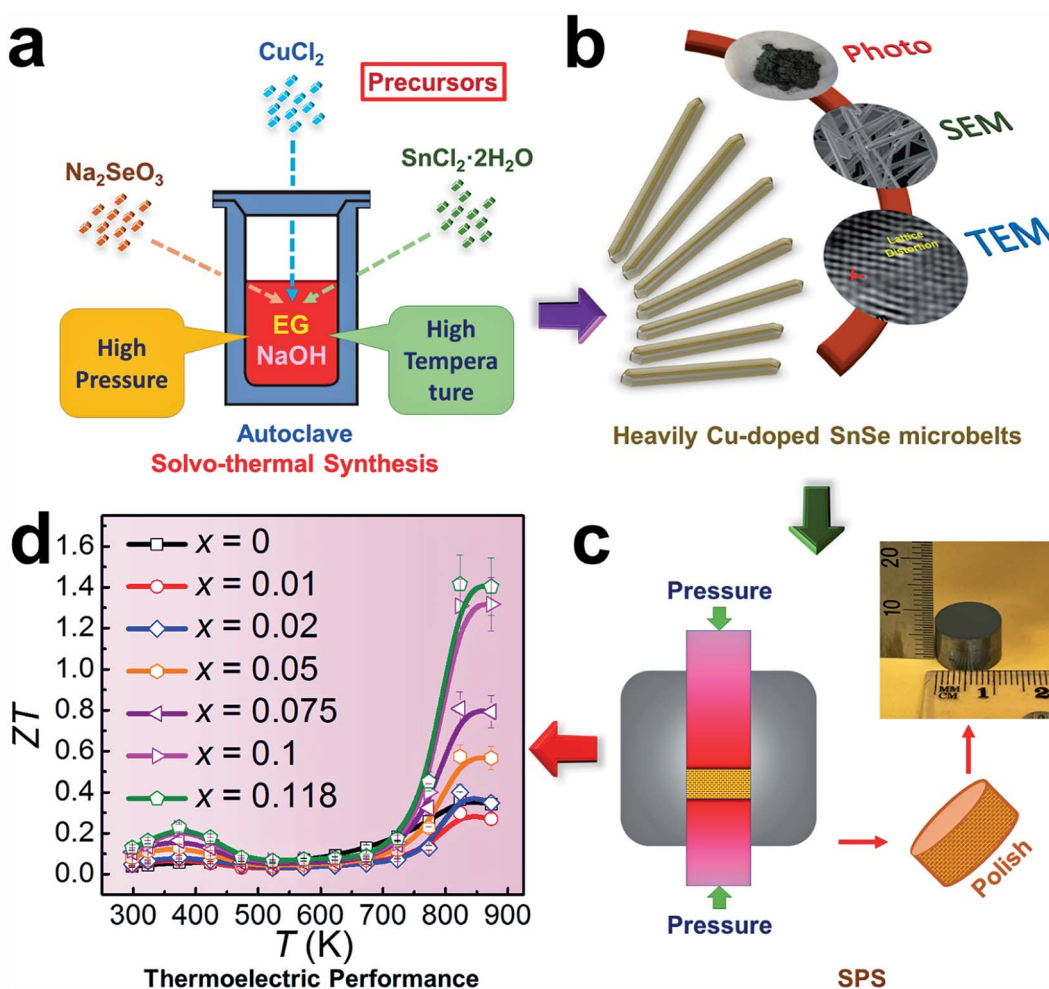 a
CuCl₂
Precursors
Na₂SeO₃
SnCl₂·2H₂O
EG
NaOH
High
Pressure
High
Tempera
ture
Autoclave
Solvo-thermal Synthesis
b
Photo
SEM
TEM
Lattice
Distortion
Heavily Cu-doped SnSe microbelts
c
Pressure
Pressure
20
10
MM
CM
1
2
Polish
SPS
d
x = 0
x = 0.01
x = 0.02
x = 0.05
x = 0.075
x = 0.1
x = 0.118
ZT
1.6
1.4
1.2
1.0
0.8
0.6
0.4
0.2
0.0
300 400 500 600 700 800 900
T (K)
Thermoelectric Performance